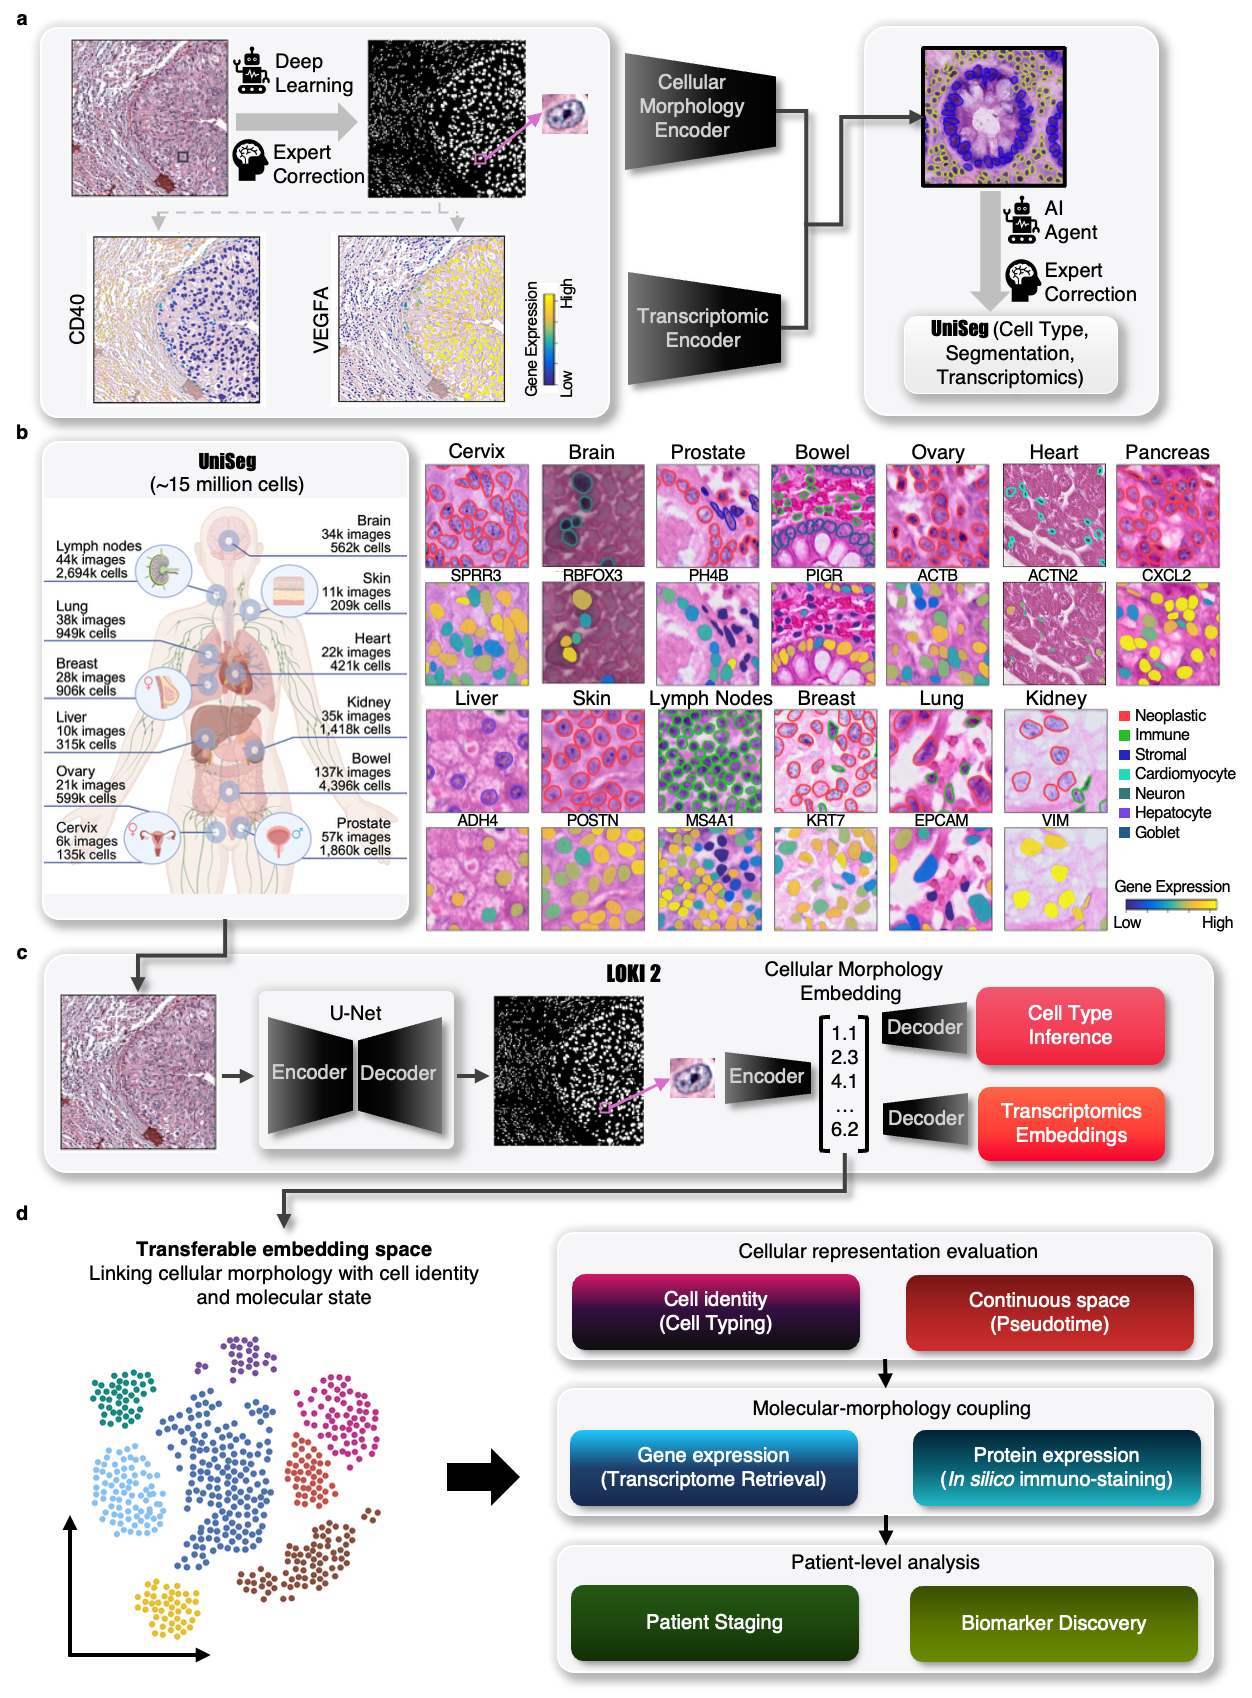 a
Deep
Learning
Expert
Correction
CD40
VEGFA
Gene Expression
High
Low
Cellular
Morphology
Encoder
Transcriptomic
Encoder
AI
Agent
Expert
Correction
UniSeg (Cell Type,
Segmentation,
Transcriptomics)
b
UniSeg
(~15 million cells)
Brain
34k images
562k cells
Lymph nodes
44k images
2,694k cells
Skin
11k images
209k cells
Lung
38k images
949k cells
Heart
22k images
421k cells
Breast
28k images
906k cells
Kidney
35k images
1,418k cells
Liver
10k images
315k cells
Bowel
137k images
4,396k cells
Ovary
21k images
599k cells
Cervix
6k images
135k cells
Prostate
57k images
1,860k cells
Cervix
Brain
Prostate
Bowel
Ovary
Heart
Pancreas
SPRR3
RBFOX3
PH4B
PIGR
ACTB
ACTN2
CXCL2
Liver
Skin
Lymph Nodes
Breast
Lung
Kidney
ADH4
POSTN
MS4A1
KRT7
EPCAM
VIM
Neoplastic
Immune
Stromal
Cardiomyocyte
Neuron
Hepatocyte
Goblet
Gene Expression
Low
High
c
LOKI 2
U-Net
Encoder
Decoder
Encoder
Cellular Morphology
Embedding
1.1
2.3
4.1
...
6.2
Decoder
Cell Type
Inference
Decoder
Transcriptomics
Embeddings
d
Transferable embedding space
Linking cellular morphology with cell identity
and molecular state
Cellular representation evaluation
Cell identity
(Cell Typing)
Continuous space
(Pseudotime)
Molecular-morphology coupling
Gene expression
(Transcriptome Retrieval)
Protein expression
(In silico immuno-staining)
Patient-level analysis
Patient Staging
Biomarker Discovery